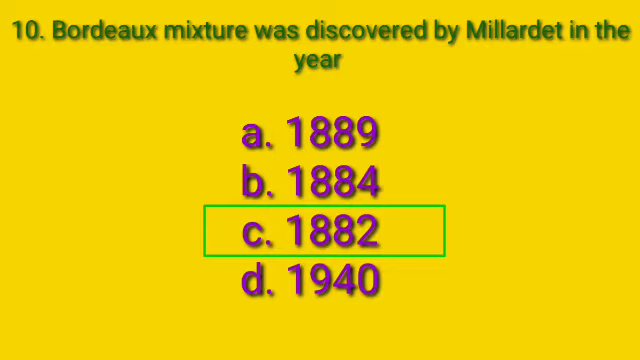 10. Bordeaux mixture was discovered by Millardet in the
year
a. 1889
b. 1884
c. 1882
d. 1940